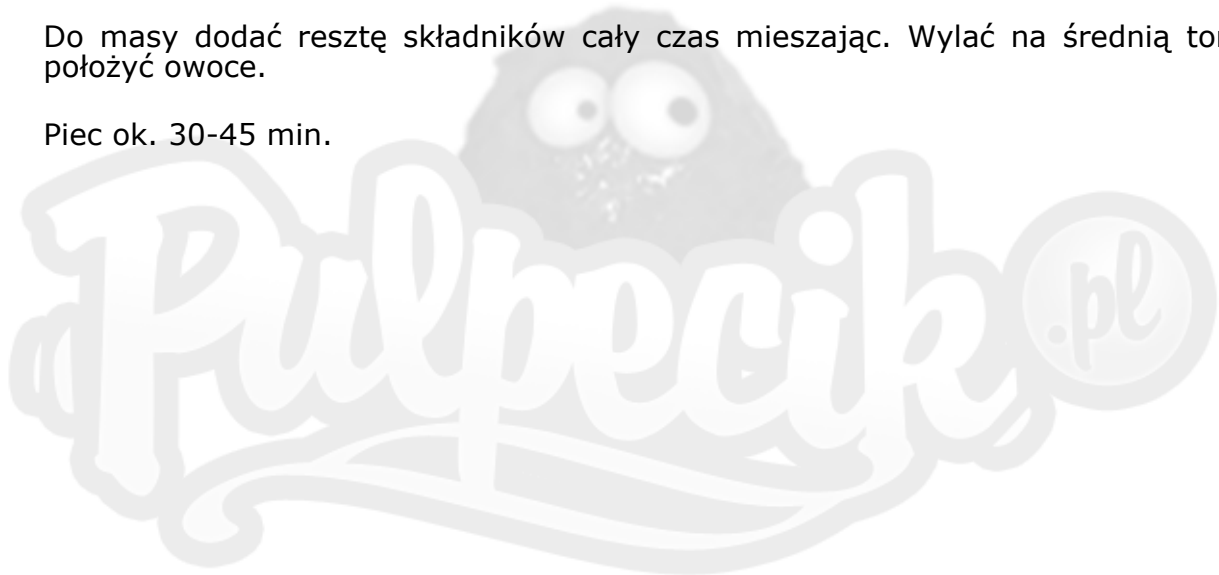 Do masy dodać resztę składników cały czas mieszając. Wylać na średnią
położyć owoce.
Piec ok. 30-45 min.
Pulpecik.pl